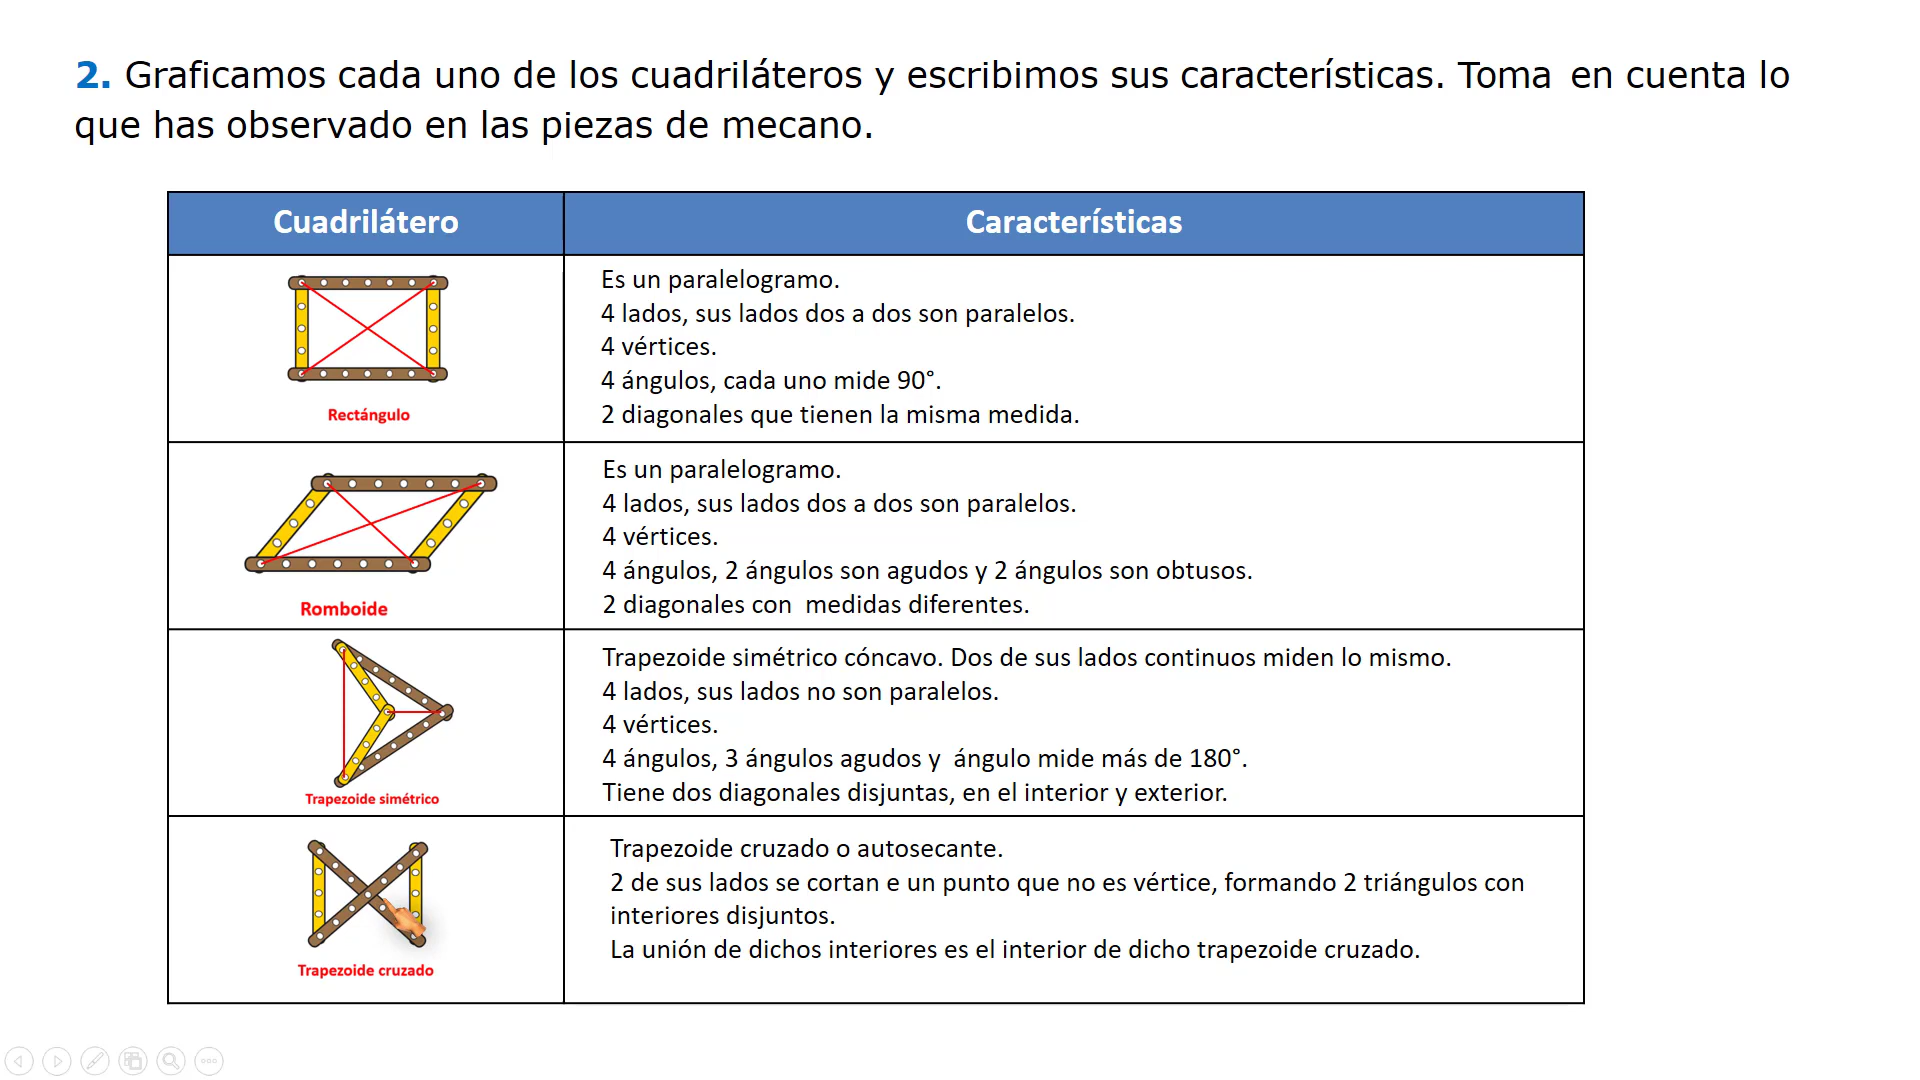 2. Graficamos cada uno de los cuadriláteros y escribimos sus características. Toma en cuenta lo
que has observado en las piezas de mecano.
Cuadrilátero
Características
Rectángulo
Es un paralelogramo.
4 lados, sus lados dos a dos son paralelos.
4 vértices.
4 ángulos, cada uno mide 90°.
2 diagonales que tienen la misma medida.
Romboide
Es un paralelogramo.
4 lados, sus lados dos a dos son paralelos.
4 vértices.
4 ángulos, 2 ángulos son agudos y 2 ángulos son obtusos.
2 diagonales con medidas diferentes.
Trapezoide simétrico
Trapezoide simétrico cóncavo. Dos de sus lados continuos miden lo mismo.
4 lados, sus lados no son paralelos.
4 vértices.
4 ángulos, 3 ángulos agudos y ángulo mide más de 180°.
Tiene dos diagonales disjuntas, en el interior y exterior.
Trapezoide cruzado
Trapezoide cruzado o autosecante.
2 de sus lados se cortan e un punto que no es vértice, formando 2 triángulos con
interiores disjuntos.
La unión de dichos interiores es el interior de dicho trapezoide cruzado.